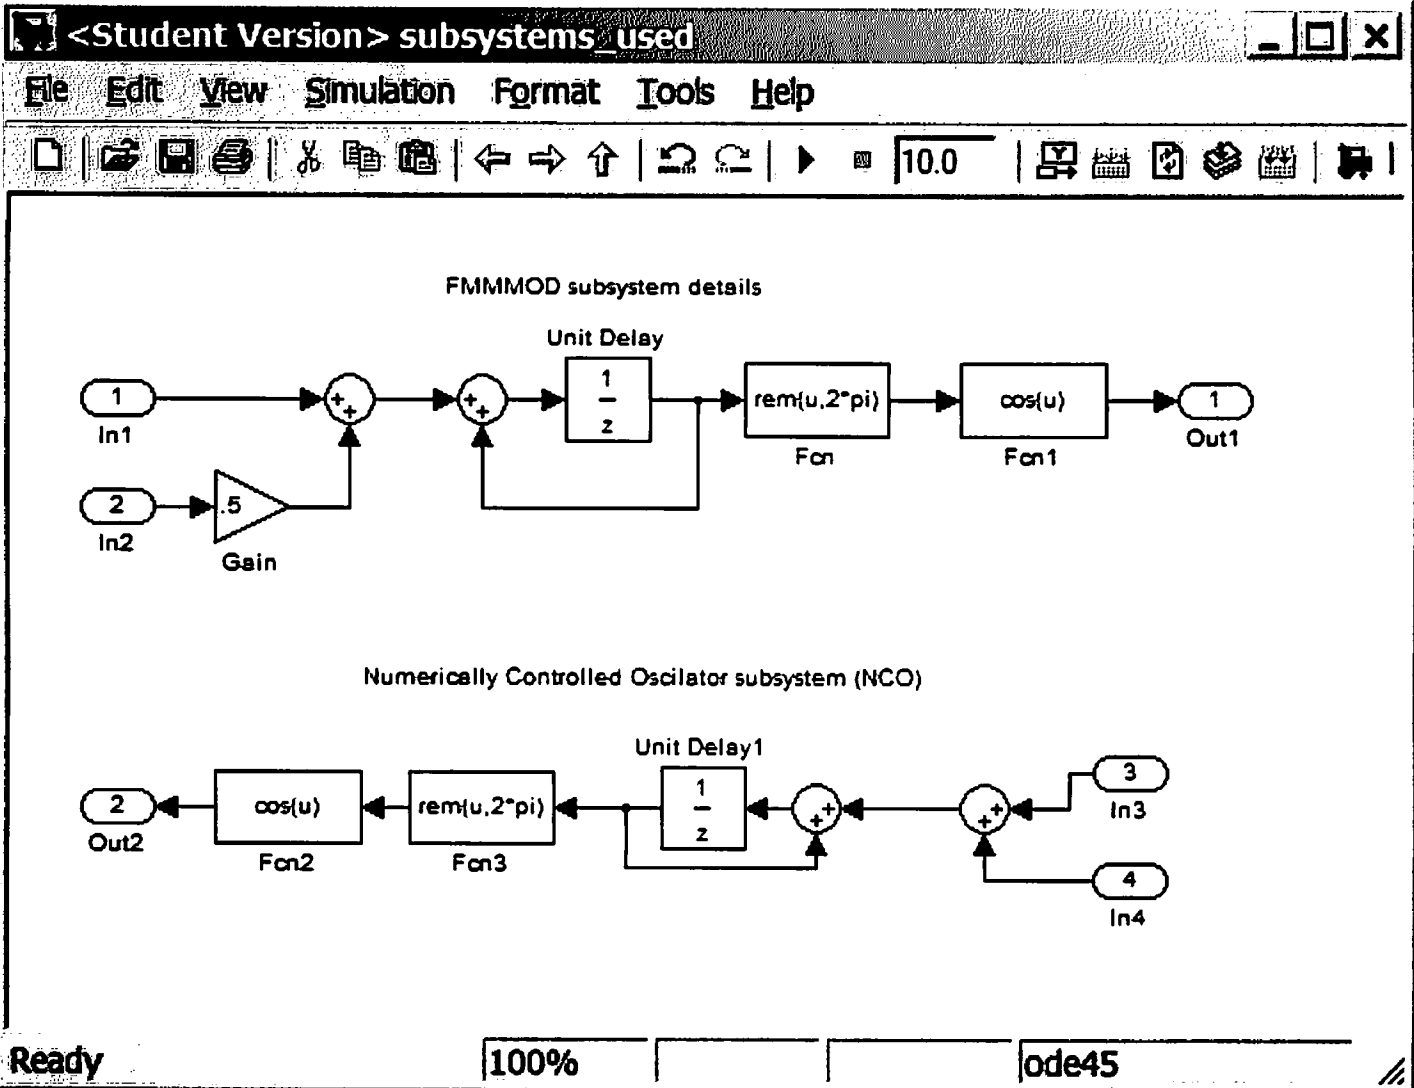 <Student Version> subsystems_used
File Edit View Simulation Format Tools Help
10.0
FMMMOD subsystem details
Unit Delay
1
In1
+
+
+
+
1
z
rem(u,2*pi)
Fcn
cos(u)
Fcn1
1
Out1
2
In2
.5
Gain
Numerically Controlled Oscilator subsystem (NCO)
Unit Delay1
2
Out2
cos(u)
Fcn2
rem(u,2*pi)
Fcn3
1
z
+
+
+
+
3
In3
4
In4
Ready 100% ode45